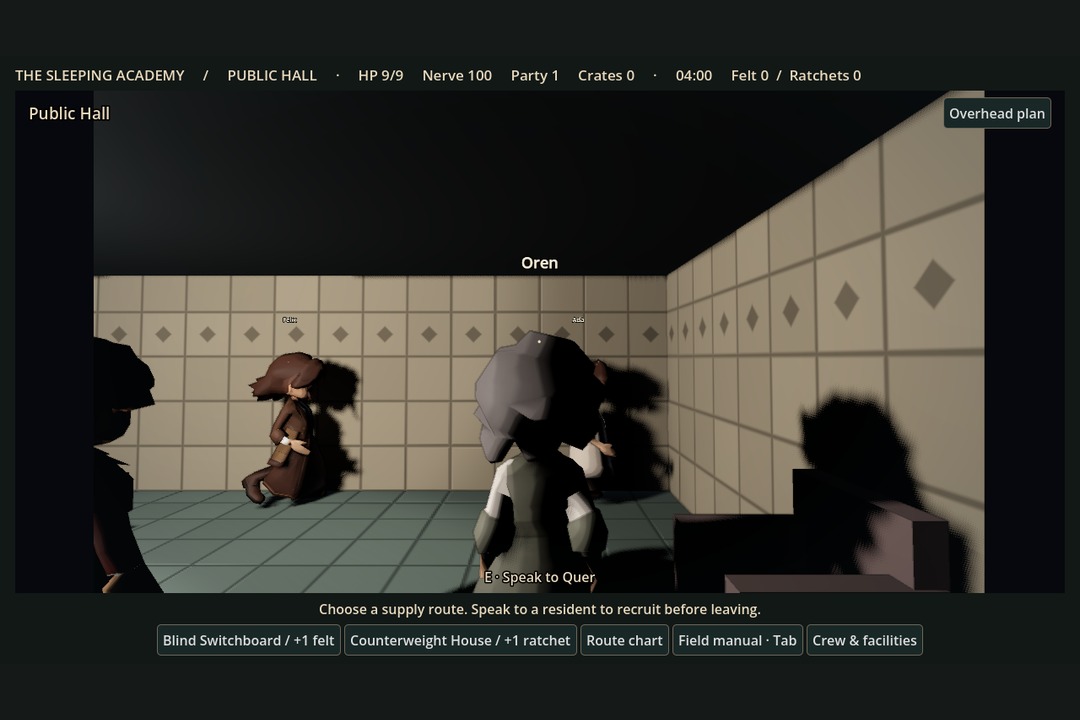 THE SLEEPING ACADEMY / PUBLIC HALL · HP 9/9 Nerve 100 Party 1 Crates 0 · 04:00 Felt 0 / Ratchets 0
Public Hall
Overhead plan
Oren
Felix
Ada
E · Speak to Quer
Choose a supply route. Speak to a resident to recruit before leaving.
Blind Switchboard / +1 felt
Counterweight House / +1 ratchet
Route chart
Field manual · Tab
Crew & facilities